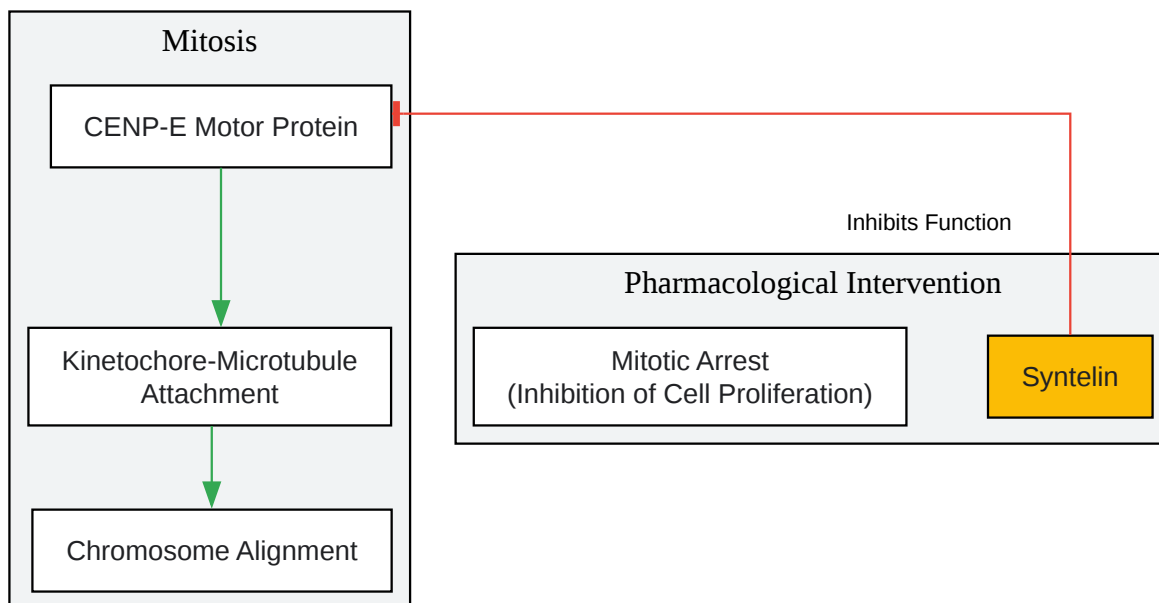 Mitosis
CENP-E Motor Protein
Inhibits Function
Pharmacological Intervention
Kinetochore-Microtubule
Attachment
Mitotic Arrest
(Inhibition of Cell Proliferation)
Syntelin
Chromosome Alignment